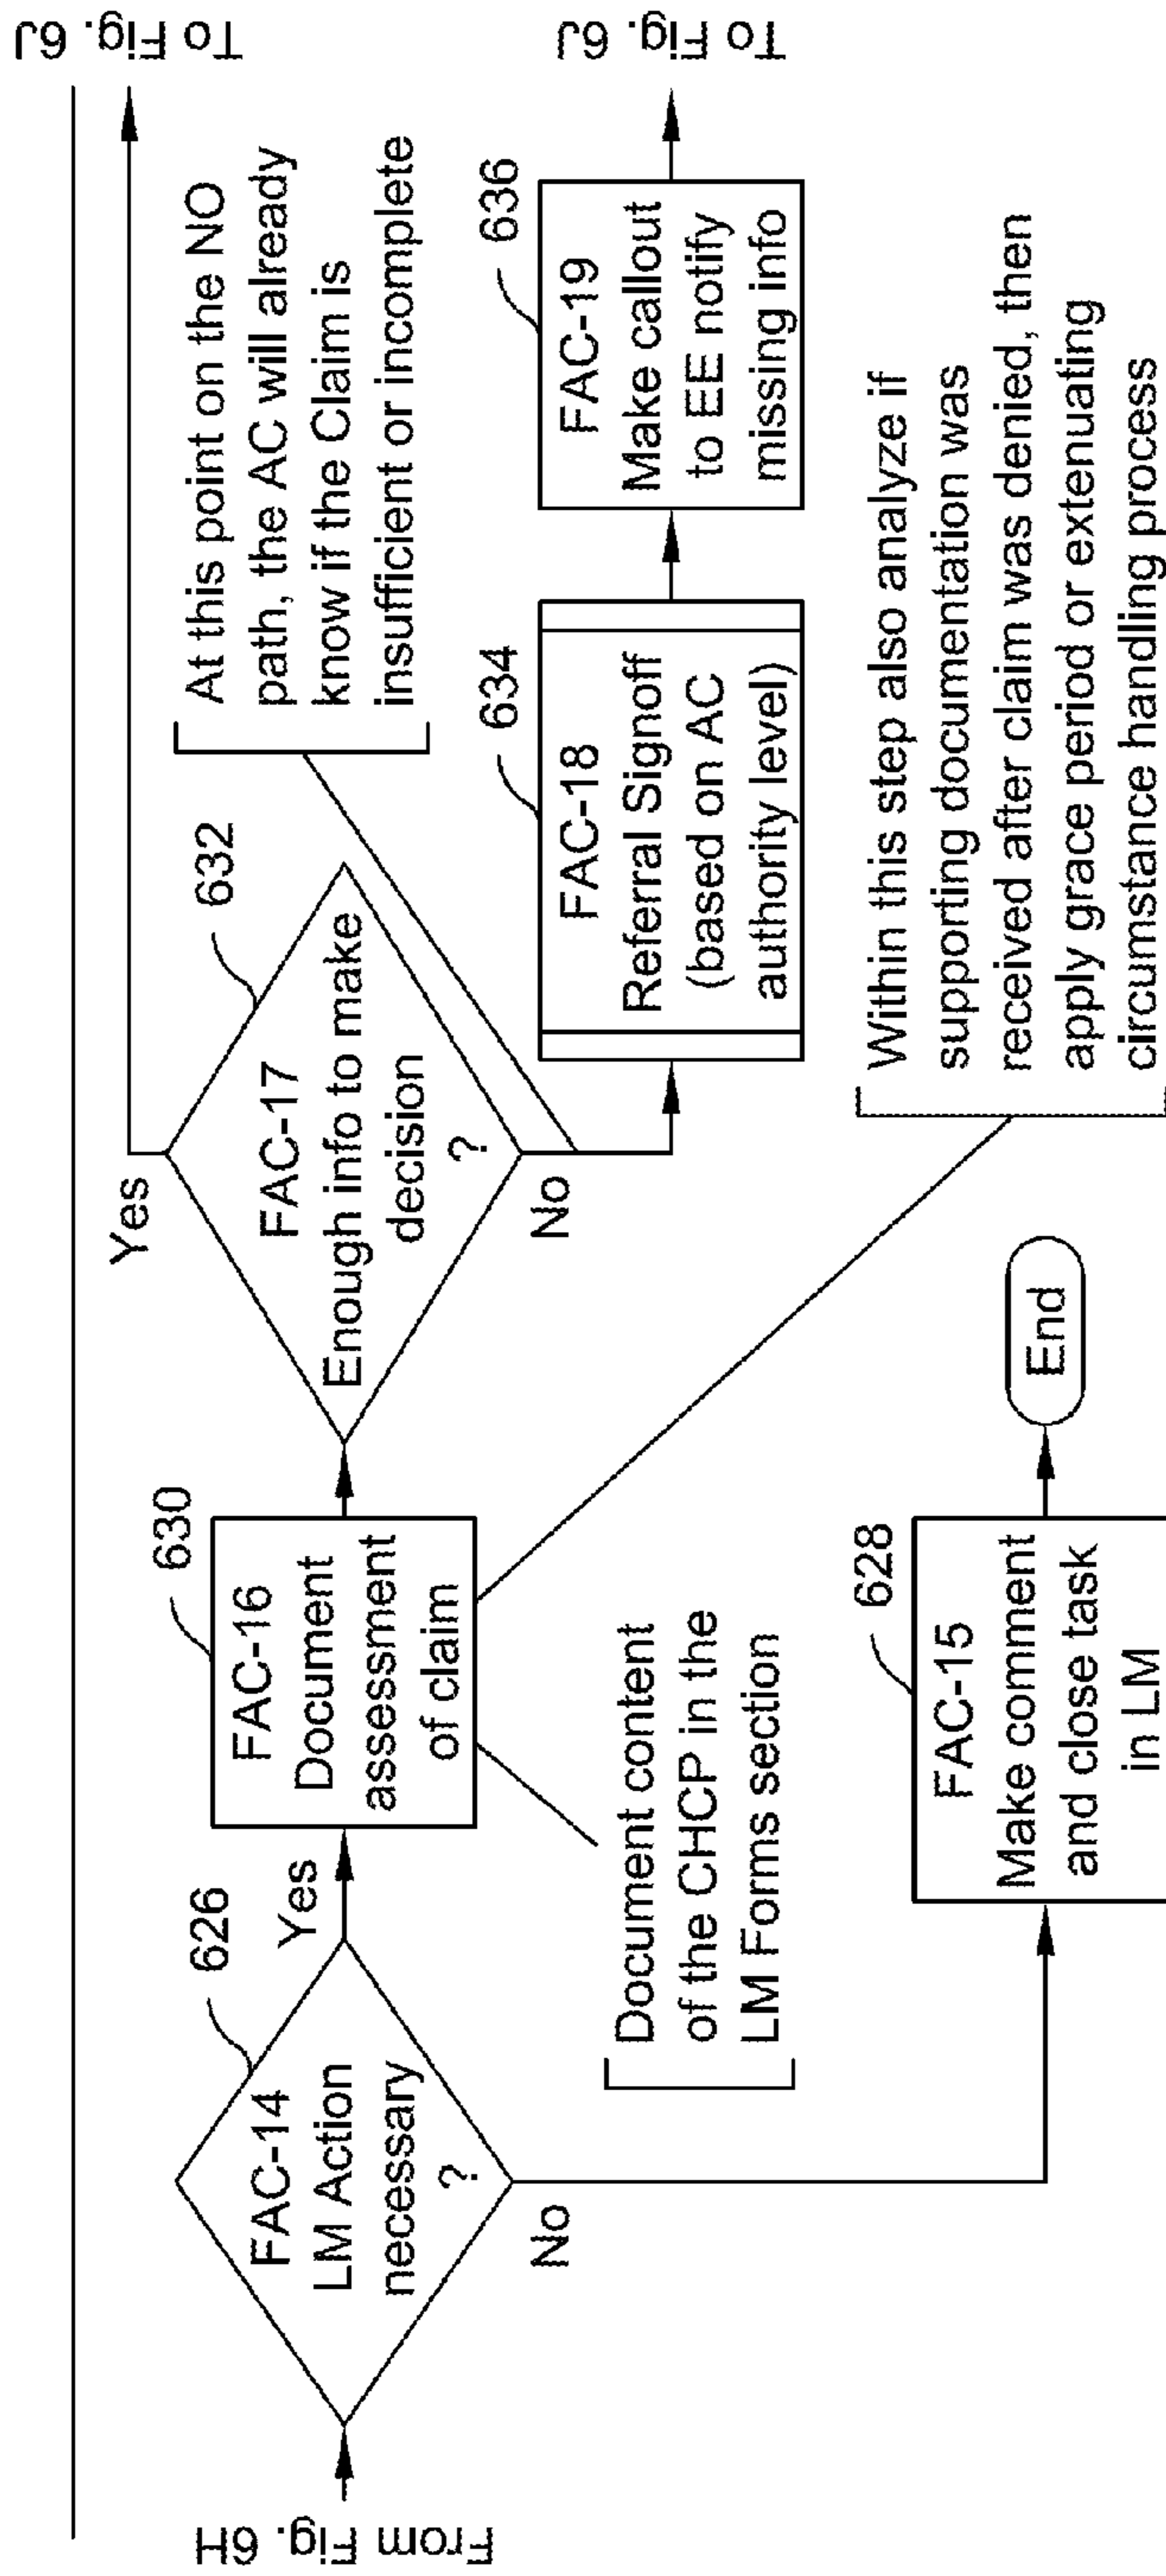 From Fig. 6H
626
FAC-14
LM Action
necessary
?
Yes
No
630
FAC-16
Document
assessment
of claim
Document content
of the CHCP in the
LM Forms section
628
FAC-15
Make comment
and close task
in LM
End
632
FAC-17
Enough info to make
decision
?
Yes
No
To Fig. 6J
At this point on the NO
path, the AC will already
know if the Claim is
insufficient or incomplete
634
FAC-18
Referral Signoff
(based on AC
authority level)
636
FAC-19
Make callout
to EE notify
missing info
To Fig. 6J
Within this step also analyze if
supporting documentation was
received after claim was denied, then
apply grace period or extenuating
circumstance handling process